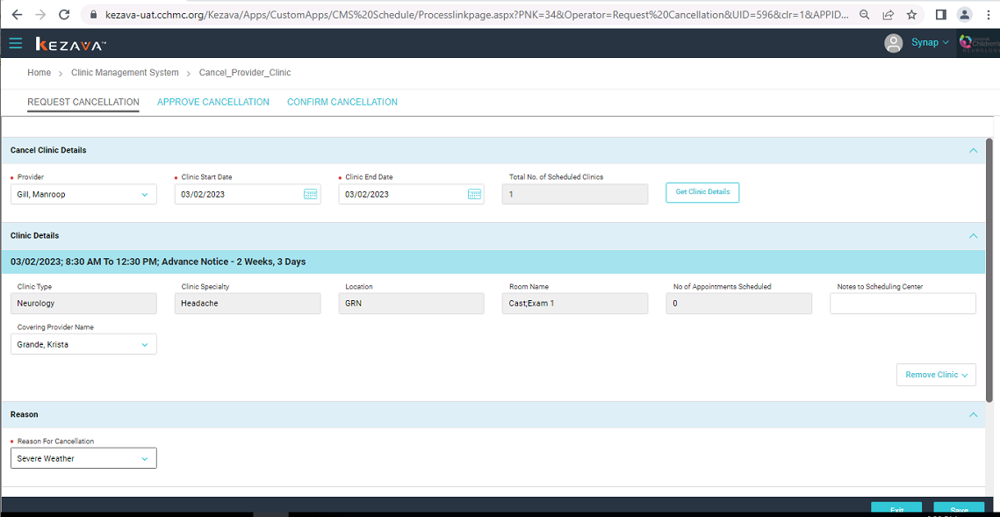 kezava-uat.cchmc.org/Kezava/Apps/CustomApps/CMS%20Schedule/Processlinkpage.aspx?PNK=34&Operator=Request%20Cancellation&UID=596&clr=1&APPID...
KEZAVA™
Synap
Children's
NEUROLOGY
Home > Clinic Management System > Cancel_Provider_Clinic
REQUEST CANCELLATION APPROVE CANCELLATION CONFIRM CANCELLATION
Cancel Clinic Details
Provider Clinic Start Date Clinic End Date Total No. of Scheduled Clinics
Gill, Manroop 03/02/2023 03/02/2023 1 Get Clinic Details
Clinic Details
03/02/2023; 8:30 AM To 12:30 PM; Advance Notice - 2 Weeks, 3 Days
Clinic Type Clinic Specialty Location Room Name No of Appointments Scheduled Notes to Scheduling Center
Neurology Headache GRN Cast;Exam 1 0
Covering Provider Name
Grande, Krista
Remove Clinic
Reason
Reason For Cancellation
Severe Weather
Exit Save